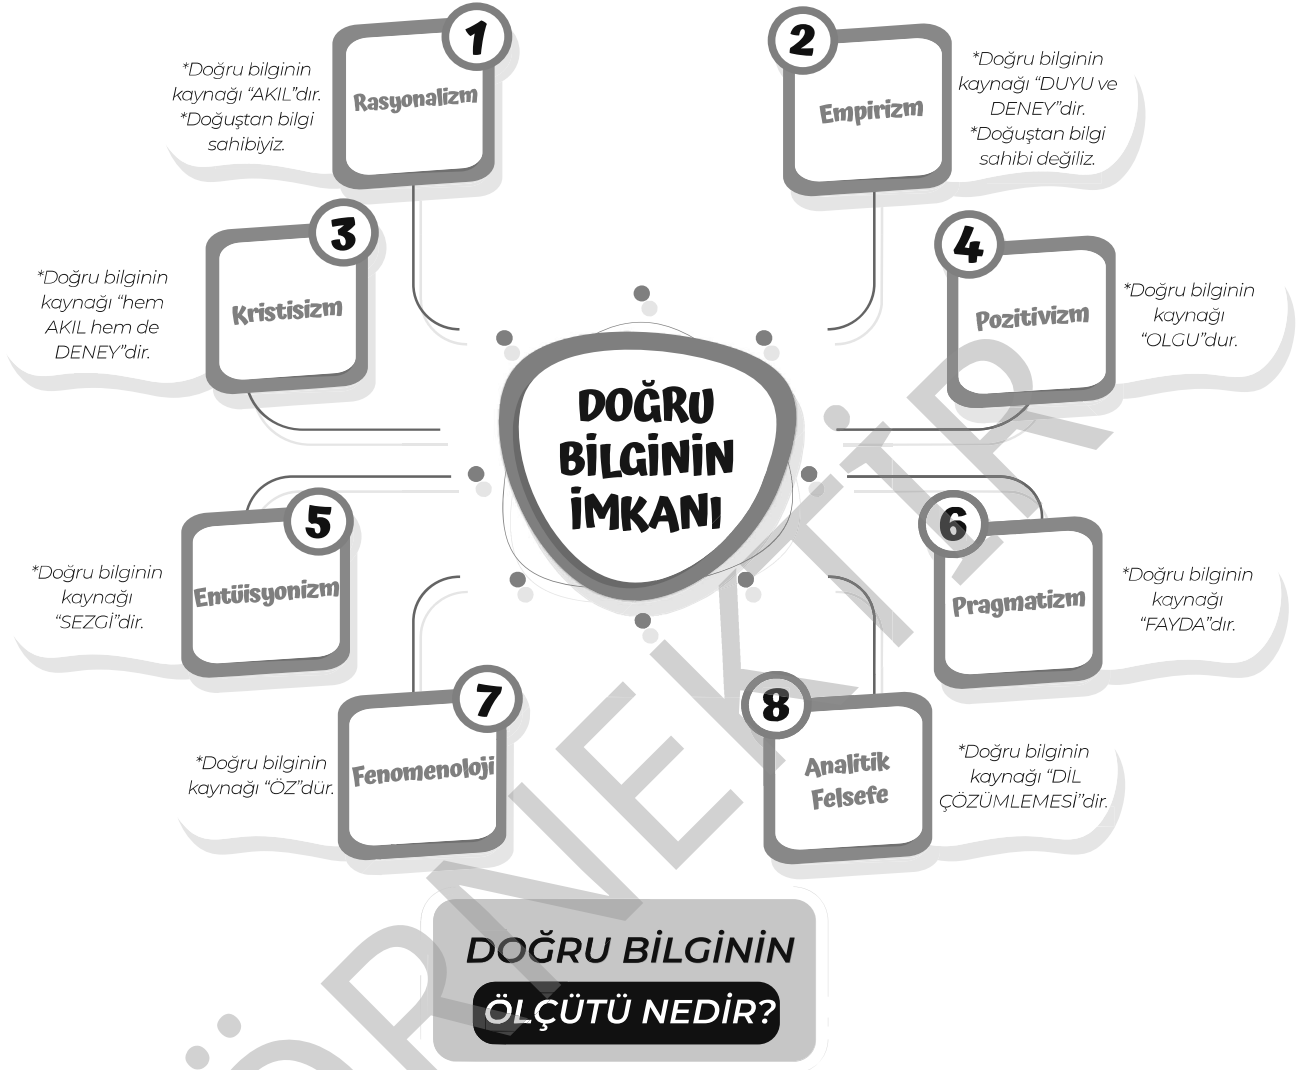 1
*Doğru bilginin
kaynağı “AKIL”dır.
*Doğuştan bilgi
sahibiyiz.
Rasyonalizm
2
Empirizm
*Doğru bilginin
kaynağı “DUYU ve
DENEY”dir.
*Doğuştan bilgi
sahibi değiliz.
3
*Doğru bilginin
kaynağı “hem
AKIL hem de
DENEY”dir.
Kristisizm
4
Pozitivizm
*Doğru bilginin
kaynağı
“OLGU”dur.
DOĞRU
BİLGİNİN
İMKANI
5
*Doğru bilginin
kaynağı
“SEZGİ”dir.
Entüisyonizm
6
Pragmatizm
*Doğru bilginin
kaynağı
“FAYDA”dır.
7
*Doğru bilginin
kaynağı “ÖZ”dür.
Fenomenoloji
8
Analitik
Felsefe
*Doğru bilginin
kaynağı “DİL
ÇÖZÜMLEMESİ”dir.
DOĞRU BİLGİNİN
ÖLÇÜTÜ NEDİR?
ÖRNEKTİR